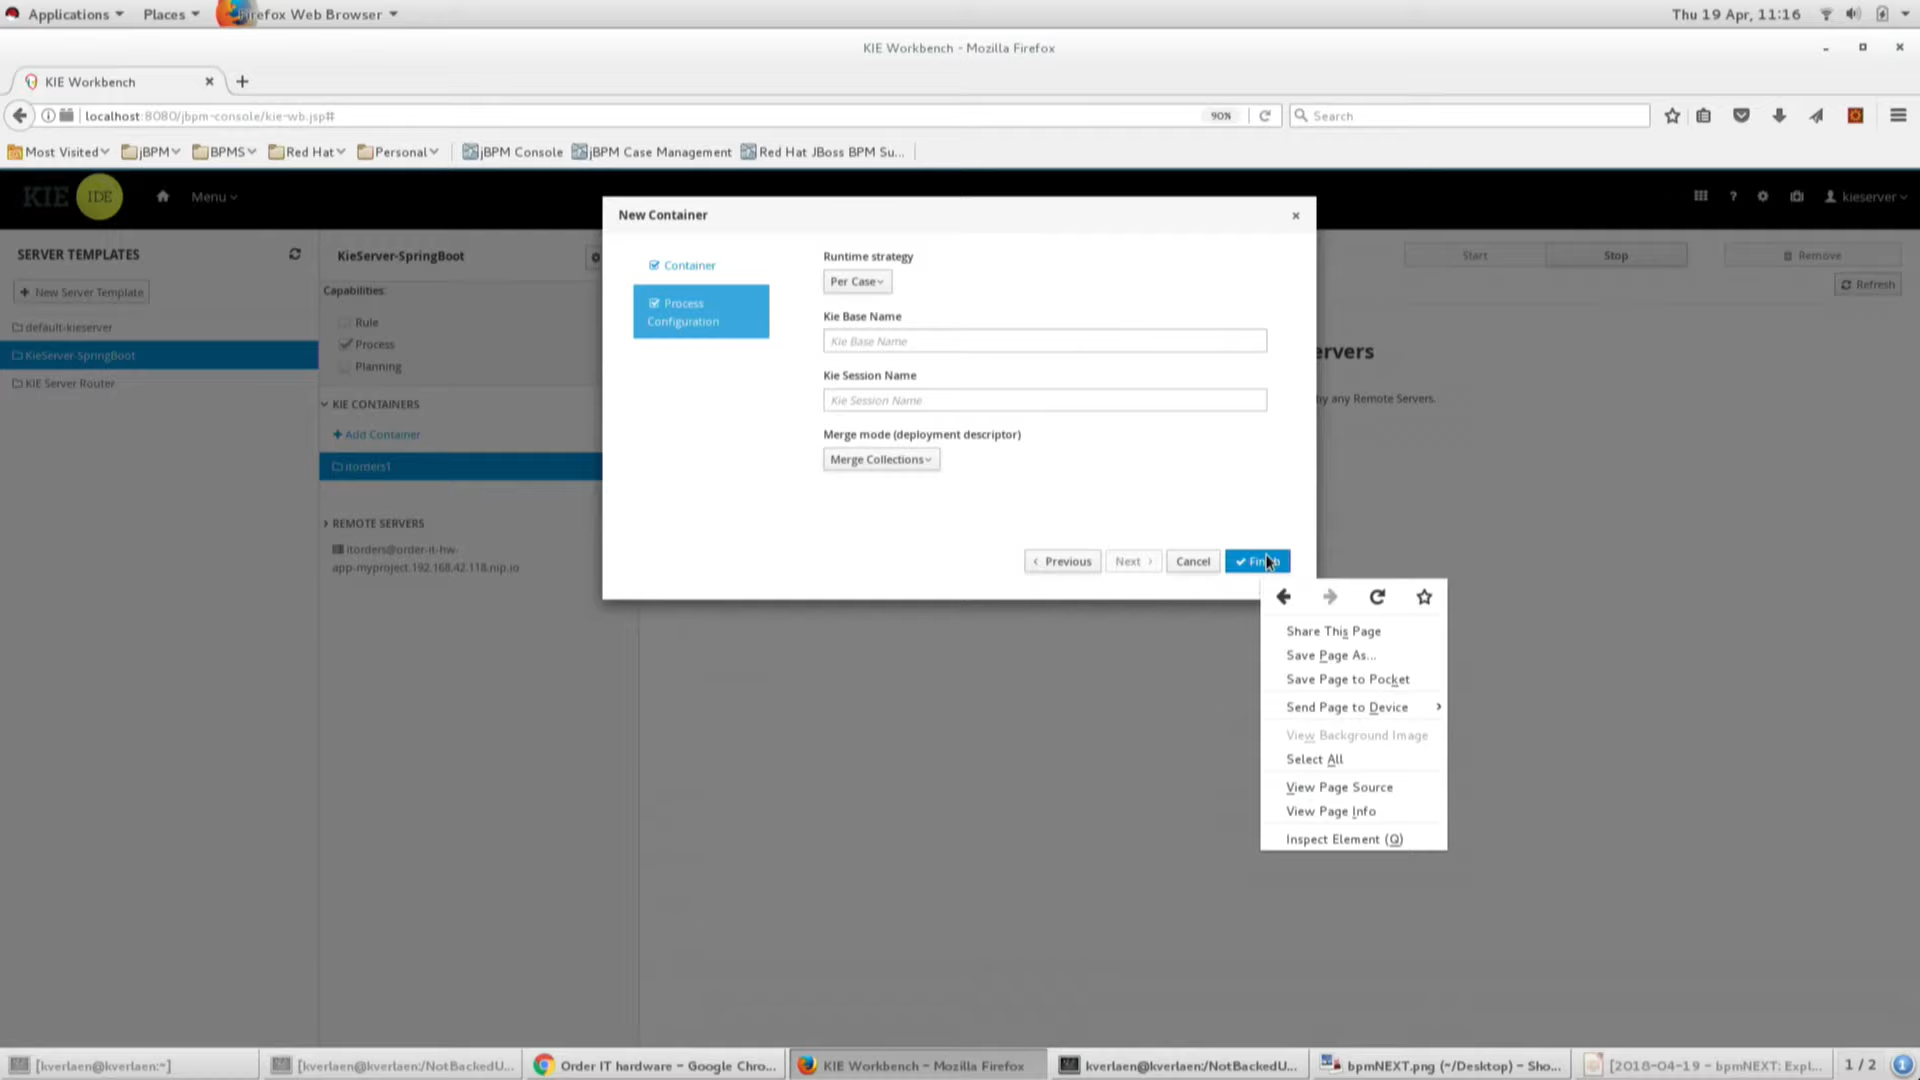 Applications
Places
Firefox Web Browser
Thu 19 Apr, 11:16
KIE Workbench - Mozilla Firefox
KIE Workbench
localhost:8080/jbpm-console/kie-wb.jsp#
90%
Search
Most Visited
jBPM
BPMS
Red Hat
Personal
jBPM Console
jBPM Case Management
Red Hat JBoss BPM Su...
KIE IDE
Menu
?
kieserver
SERVER TEMPLATES
New Server Template
default-kieserver
KieServer-SpringBoot
KIE Server Router
KieServer-SpringBoot
Capabilities:
Rule
Process
Planning
KIE CONTAINERS
Add Container
itorders1
REMOTE SERVERS
itorders@order-it-hw-
app-myproject.192.168.42.118.nip.io
New Container
Container
Process
Configuration
Runtime strategy
Per Case
Kie Base Name
Kie Base Name
Kie Session Name
Kie Session Name
Merge mode (deployment descriptor)
Merge Collections
Previous
Next
Cancel
Start
Stop
Remove
Refresh
ervers
by any Remote Servers.
Share This Page
Save Page As...
Save Page to Pocket
Send Page to Device
View Background Image
Select All
View Page Source
View Page Info
Inspect Element (Q)
[kverlaen@kverlaen:~]
[kverlaen@kverlaen:/NotBackedU...
Order IT hardware - Google Chro...
KIE Workbench - Mozilla Firefox
kverlaen@kverlaen:/NotBackedU...
bpmNEXT.png (~/Desktop) - Sho...
[2018-04-19 - bpmNEXT: Expl...
1 / 2
1